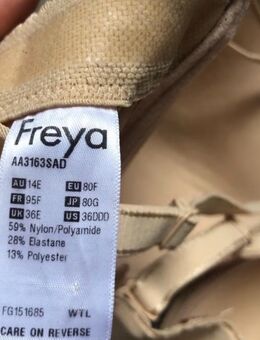 Freya
AA3163SAD
AU 14E EU 80F
FR 95F JP 80G
UK 36E US 36DDD
59% Nylon/Polyamide
28% Elastane
13% Polyester
FG151685 WTL
CARE ON REVERSE